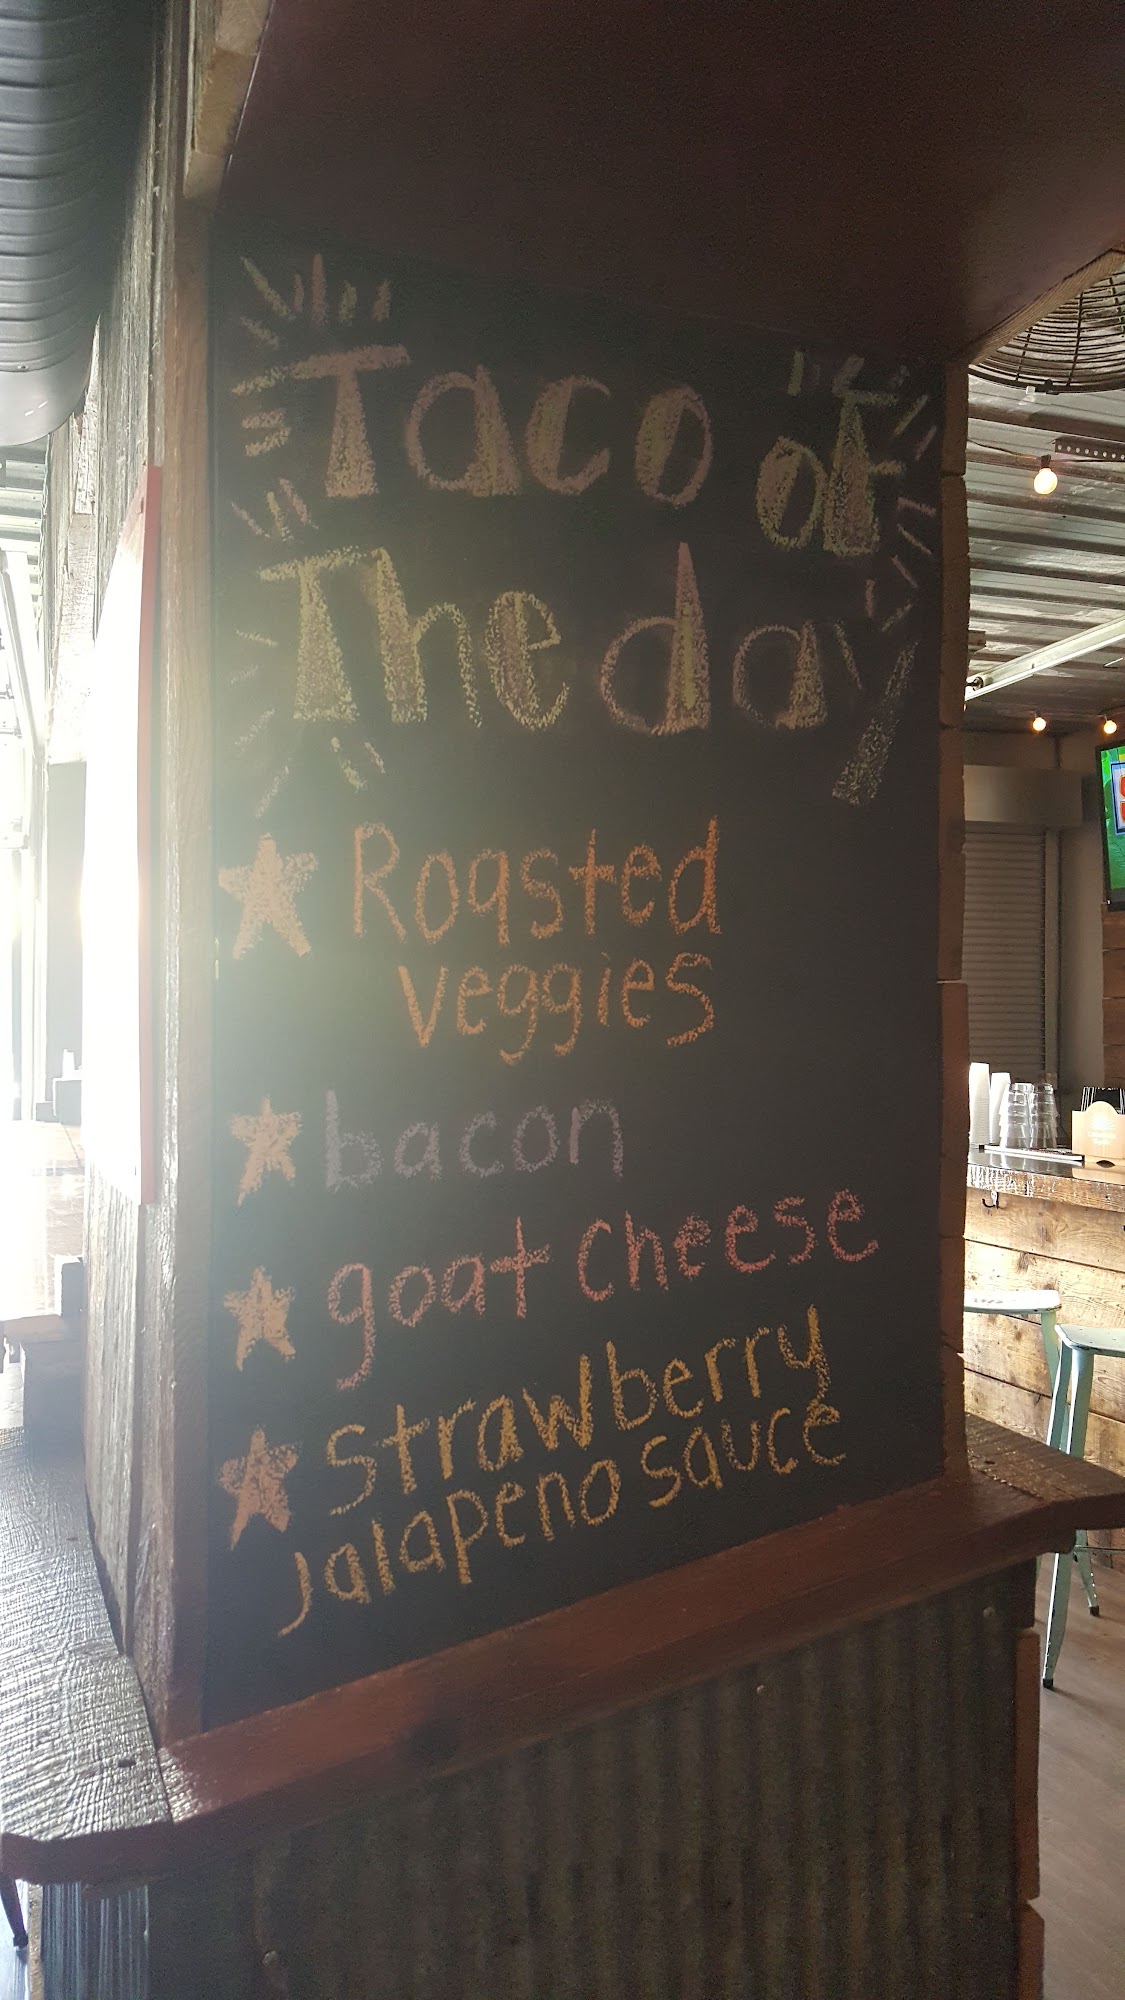 Taco of
The day
Roasted
veggies
bacon
goat cheese
Strawberry
Jalapeno sauce